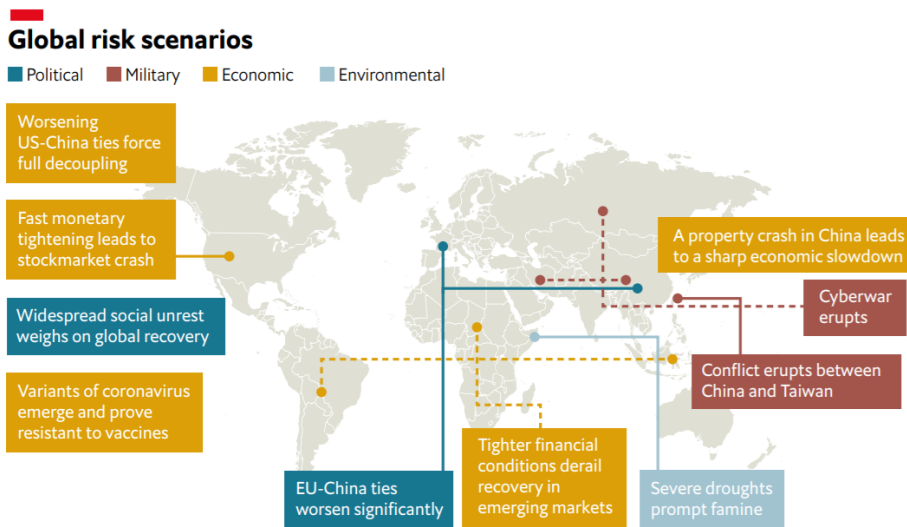 Global risk scenarios
Political Military Economic Environmental
Worsening
US-China ties force
full decoupling
Fast monetary
tightening leads to
stockmarket crash
Widespread social unrest
weighs on global recovery
Variants of coronavirus
emerge and prove
resistant to vaccines
EU-China ties
worsen significantly
Tighter financial
conditions derail
recovery in
emerging markets
Severe droughts
prompt famine
A property crash in China leads
to a sharp economic slowdown
Cyberwar
erupts
Conflict erupts between
China and Taiwan